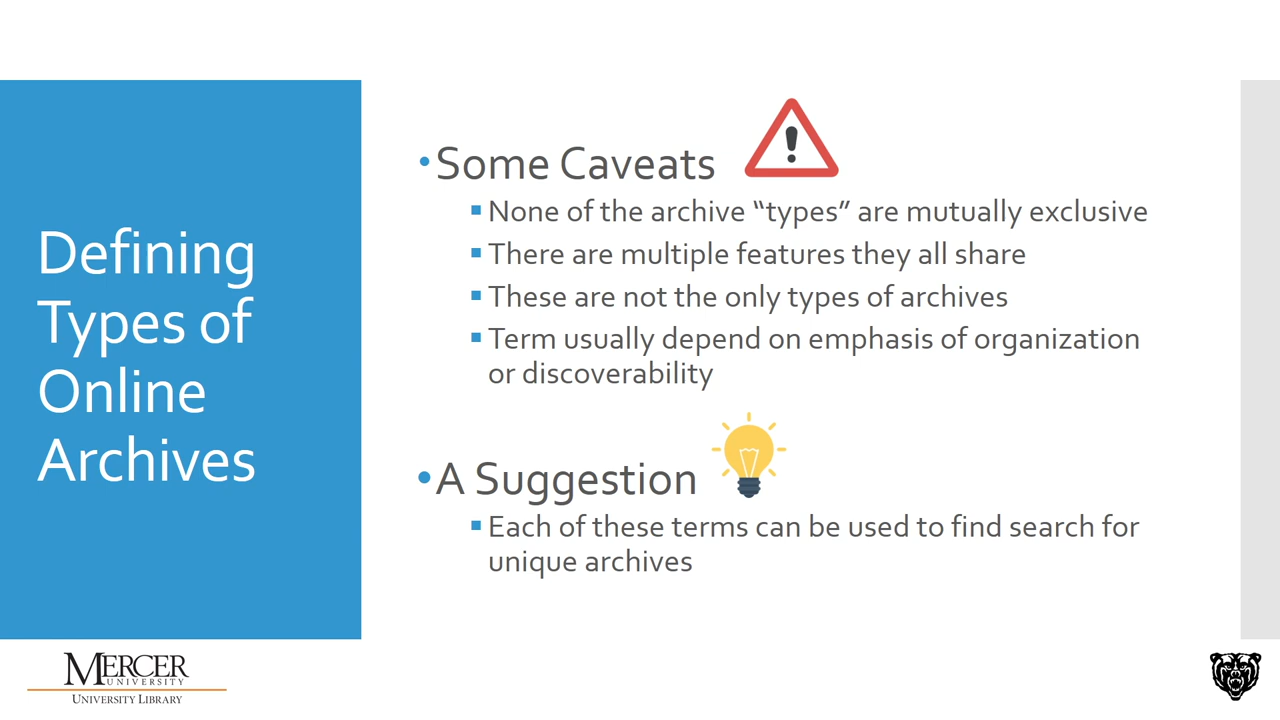 Defining
Types of
Online
Archives
•Some Caveats
▪None of the archive “types” are mutually exclusive
▪There are multiple features they all share
▪These are not the only types of archives
▪Term usually depend on emphasis of organization
or discoverability
•A Suggestion
▪Each of these terms can be used to find search for
unique archives
MERCER
UNIVERSITY
UNIVERSITY LIBRARY